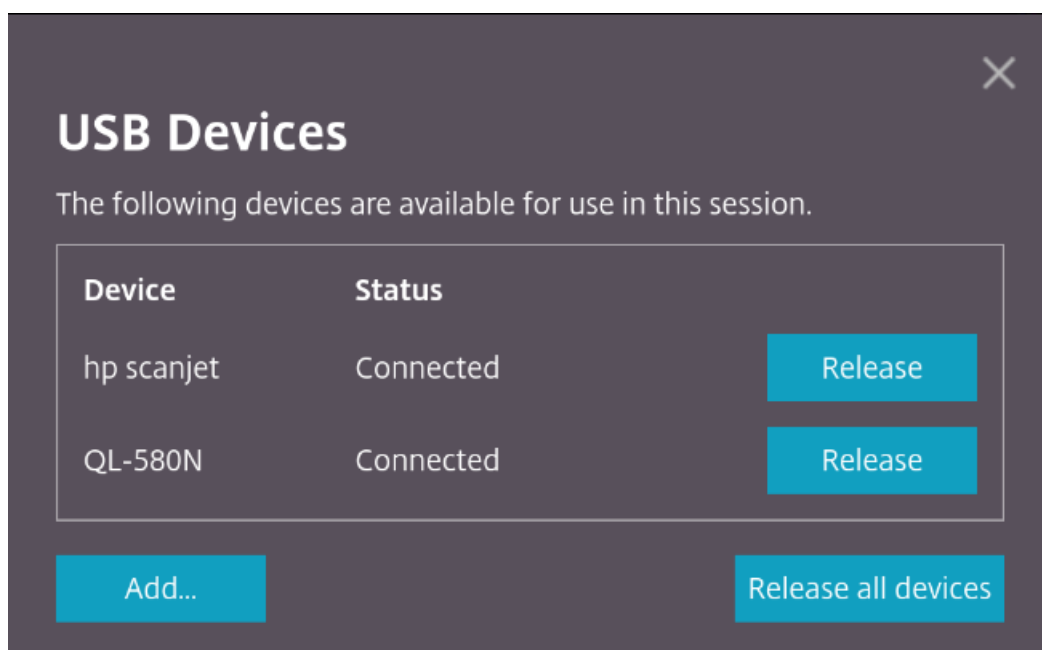 USB Devices
The following devices are available for use in this session.
Device Status
hp scanjet Connected Release
QL-580N Connected Release
Add... Release all devices